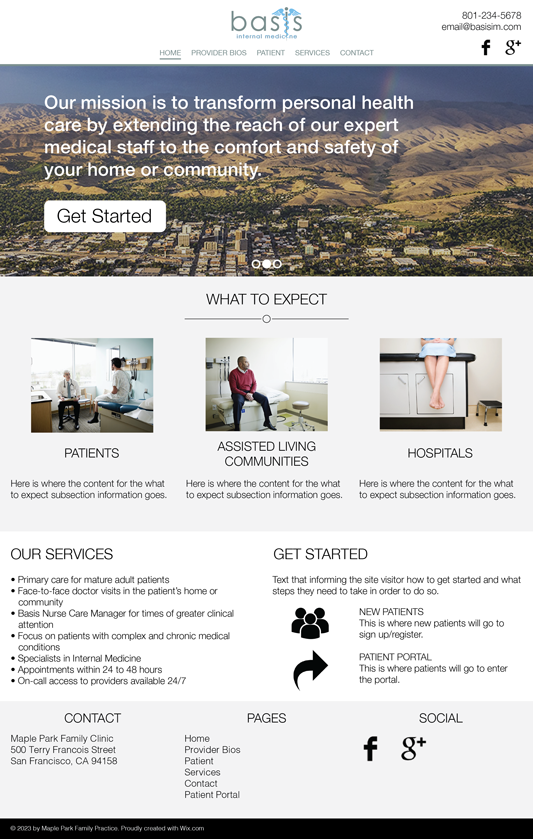 basis
internal medicine
801-234-5678
email@basisim.com
HOME PROVIDER BIOS PATIENT SERVICES CONTACT
Our mission is to transform personal health
care by extending the reach of our expert
medical staff to the comfort and safety of
your home or community.
Get Started
WHAT TO EXPECT
PATIENTS
Here is where the content for the what
to expect subsection information goes.
ASSISTED LIVING
COMMUNITIES
Here is where the content for the what
to expect subsection information goes.
HOSPITALS
Here is where the content for the what
to expect subsection information goes.
OUR SERVICES
• Primary care for mature adult patients
• Face-to-face doctor visits in the patient's home or
community
• Basis Nurse Care Manager for times of greater clinical
attention
• Focus on patients with complex and chronic medical
conditions
• Specialists in Internal Medicine
• Appointments within 24 to 48 hours
• On-call access to providers available 24/7
GET STARTED
Text that informing the site visitor how to get started and what
steps they need to take in order to do so.
NEW PATIENTS
This is where new patients will go to
sign up/register.
PATIENT PORTAL
This is where patients will go to enter
the portal.
CONTACT
Maple Park Family Clinic
500 Terry Francois Street
San Francisco, CA 94158
PAGES
Home
Provider Bios
Patient
Services
Contact
Patient Portal
SOCIAL
© 2023 by Maple Park Family Practice. Proudly created with Wix.com